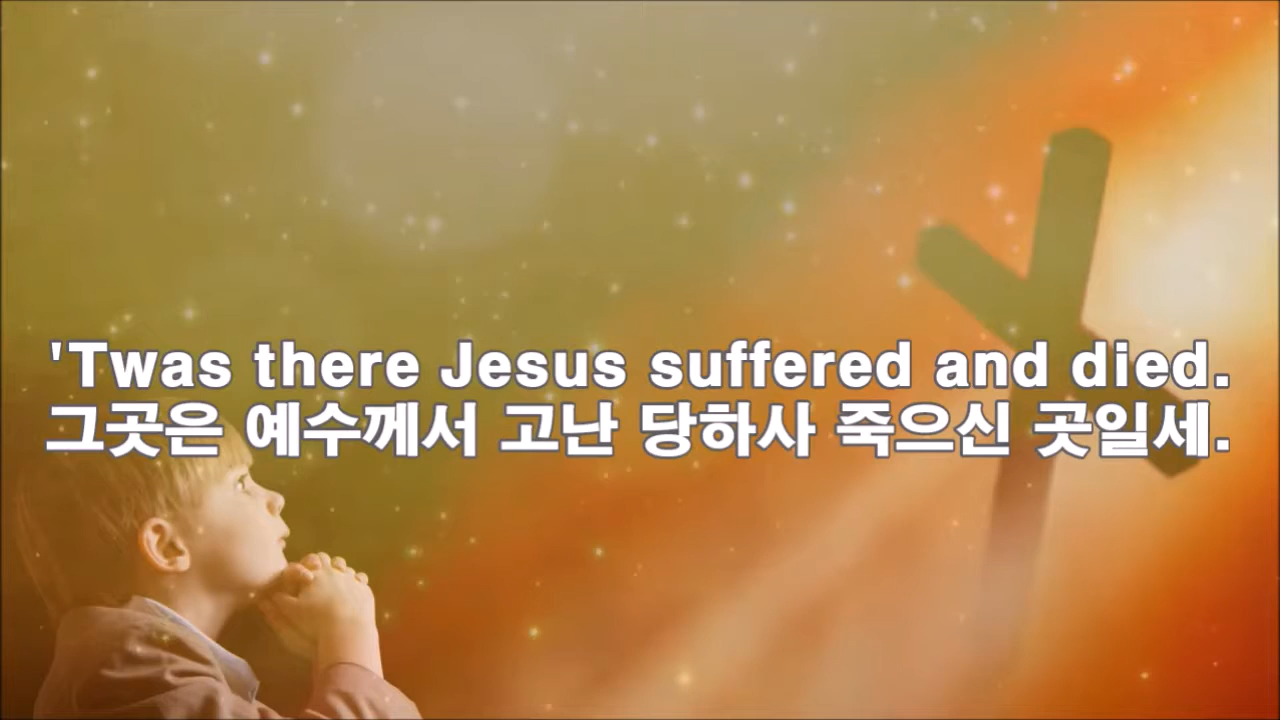 'Twas there Jesus suffered and died.
그곳은 예수께서 고난 당하사 죽으신 곳일세.